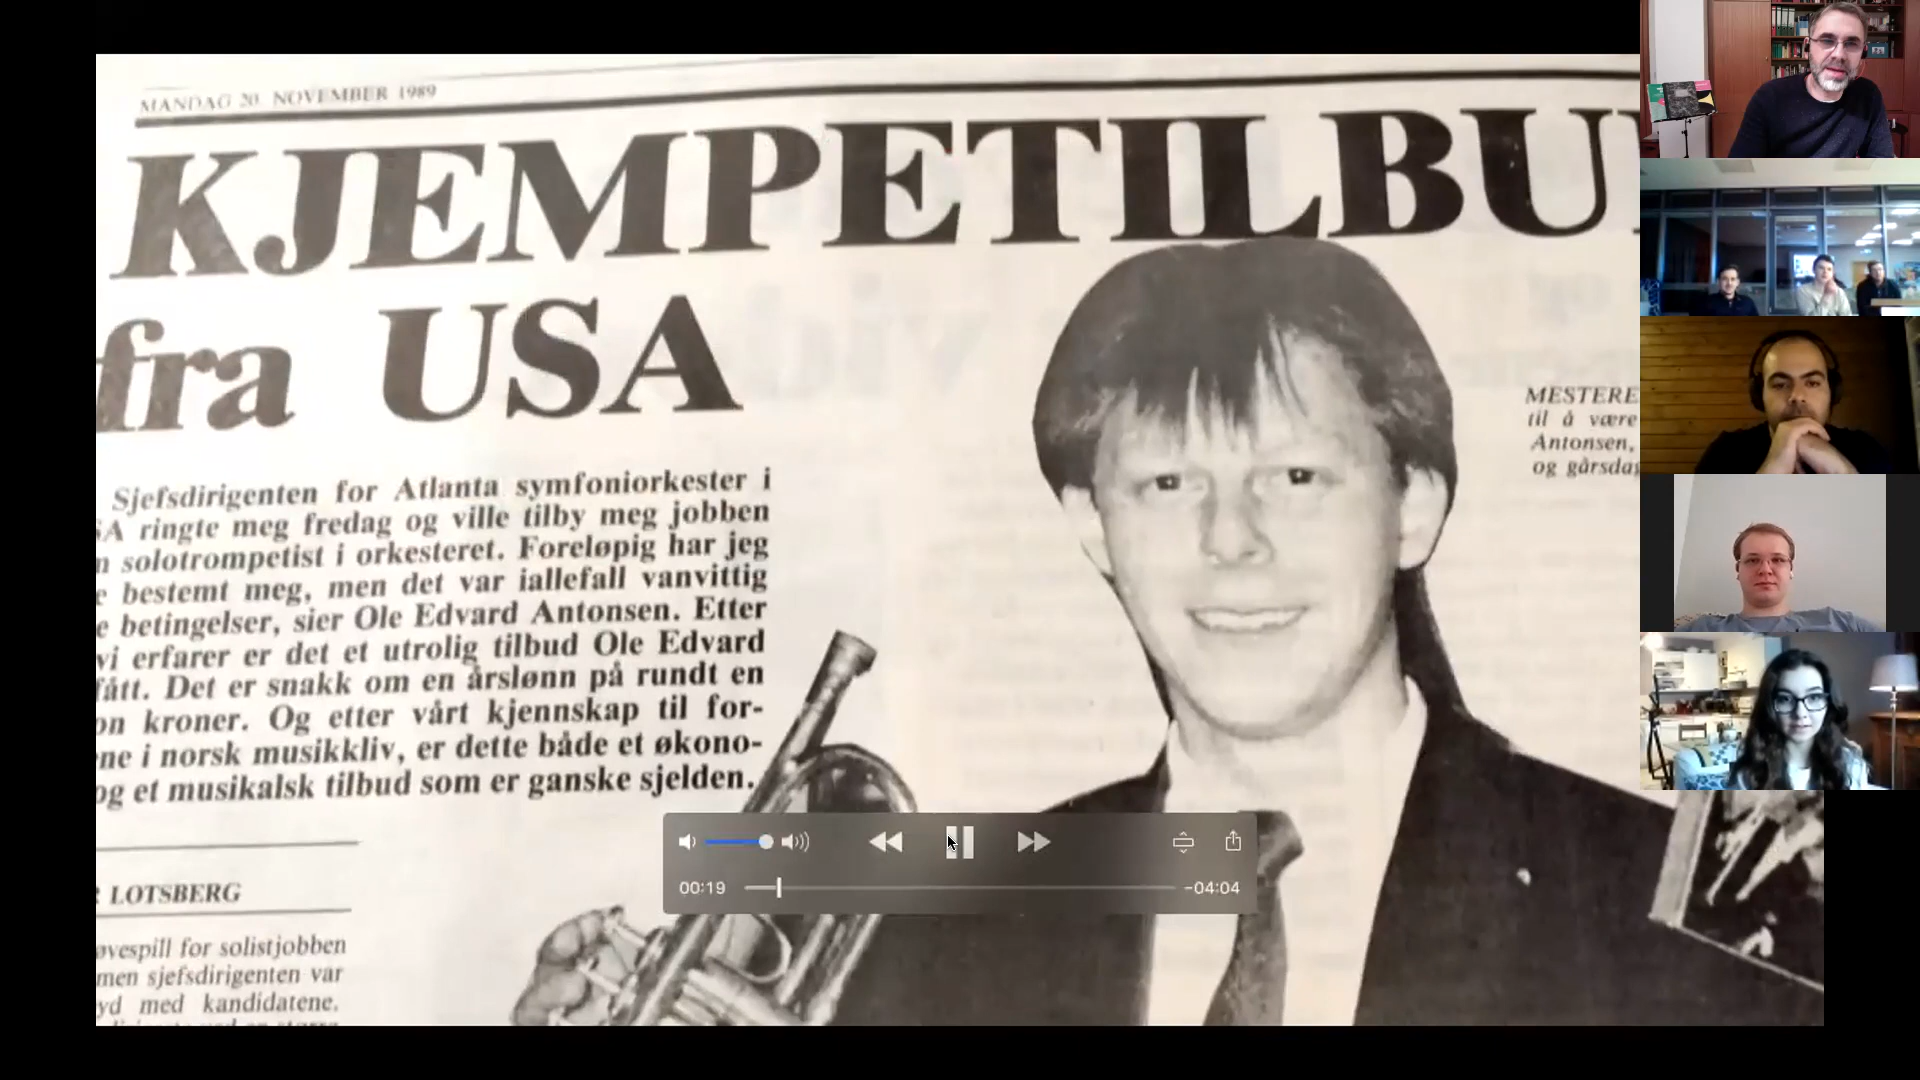 MANDAG 20. NOVEMBER 1989
KJEMPETILBU
fra USA
Sjefsdirigenten for Atlanta symfoniorkester i
ringte meg fredag og ville tilby meg jobben
solotrompetist i orkesteret. Foreløpig har jeg
bestemt meg, men det var iallefall vanvittig
betingelser, sier Ole Edvard Antonsen. Etter
vi erfarer er det et utrolig tilbud Ole Edvard
fått. Det er snakk om en årslønn på rundt en
on kroner. Og etter vårt kjennskap til for-
ne i norsk musikkliv, er dette både et økono-
og et musikalsk tilbud som er ganske sjelden.
LOTSBERG
øvespill for solistjobben
men sjefsdirigenten var
yd med kandidatene.
MESTERE
til å være
Antonsen,
og gårsdag
00:19
-04:04